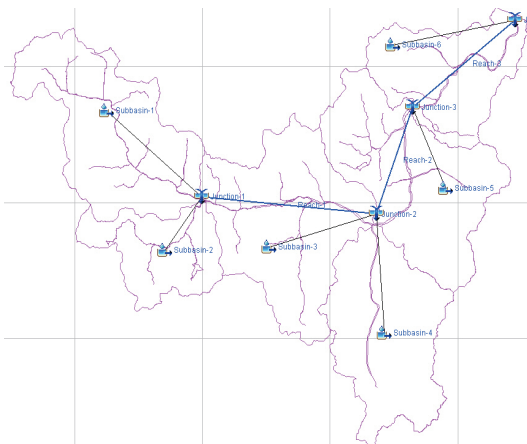 Subbasin-6
Reach-3
Subbasin-1
Junction-3
Reach-2
Subbasin-5
Junction-1
Reach-1
Junction-2
Subbasin-2
Subbasin-3
Subbasin-4